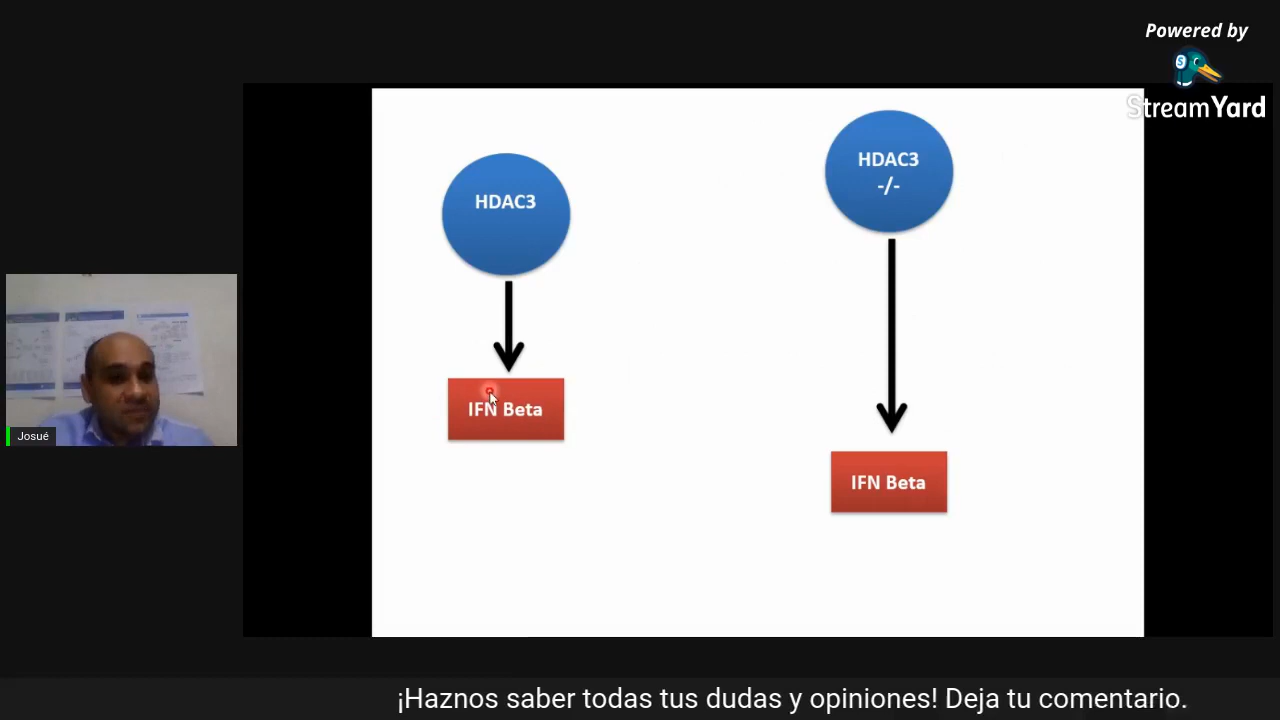 Powered by
StreamYard
HDAC3
-/-
HDAC3
IFN Beta
IFN Beta
Josué
¡Haznos saber todas tus dudas y opiniones! Deja tu comentario.